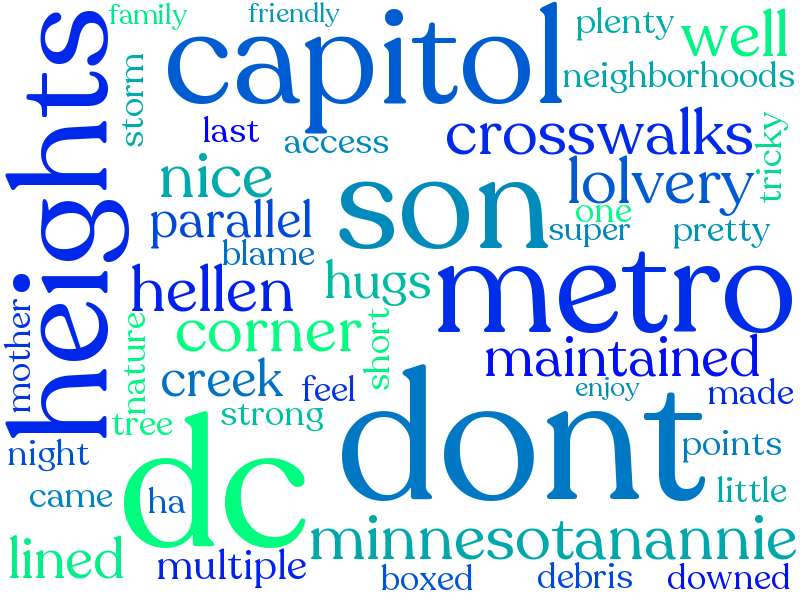 family
friendly
capitol
plenty
well
neighborhoods
heights
storm
last
access
crosswalks
tricky
nice
son
lolvery
one
parallel
super
pretty
blame
hellen
hugs
metro
mother
nature
corner
short
maintained
creek
feel
enjoy
made
tree
strong
dont
night
dc
points
came
ha
little
minnesotanannie
lined
multiple
boxed
debris
downed